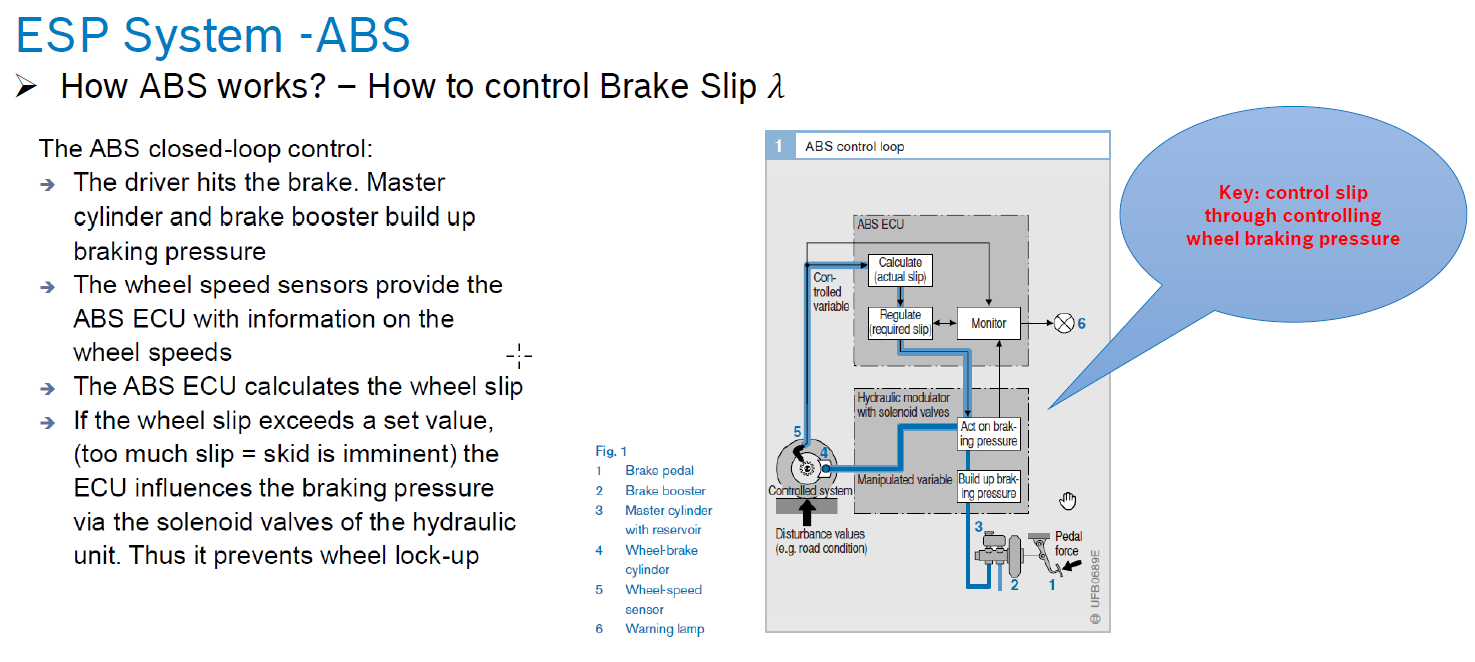 ESP System -ABS
➢ How ABS works? – How to control Brake Slip λ
The ABS closed-loop control:
→ The driver hits the brake. Master
cylinder and brake booster build up
braking pressure
→ The wheel speed sensors provide the
ABS ECU with information on the
wheel speeds
→ The ABS ECU calculates the wheel slip
→ If the wheel slip exceeds a set value,
(too much slip = skid is imminent) the
ECU influences the braking pressure
via the solenoid valves of the hydraulic
unit. Thus it prevents wheel lock-up
Fig. 1
1 Brake pedal
2 Brake booster
3 Master cylinder
with reservoir
4 Wheel-brake
cylinder
5 Wheel-speed
sensor
6 Warning lamp
1 ABS control loop
ABS ECU
Calculate
(actual slip)
Con-
trolled
variable
Regulate
(required slip)
Monitor
6
Hydraulic modulator
with solenoid valves
Act on brak-
ing pressure
5
4
Controlled system
Manipulated variable
Build up brak-
ing pressure
Disturbance values
(e.g. road condition)
3
Pedal
force
2
1
© UFB0689E
Key: control slip
through controlling
wheel braking pressure